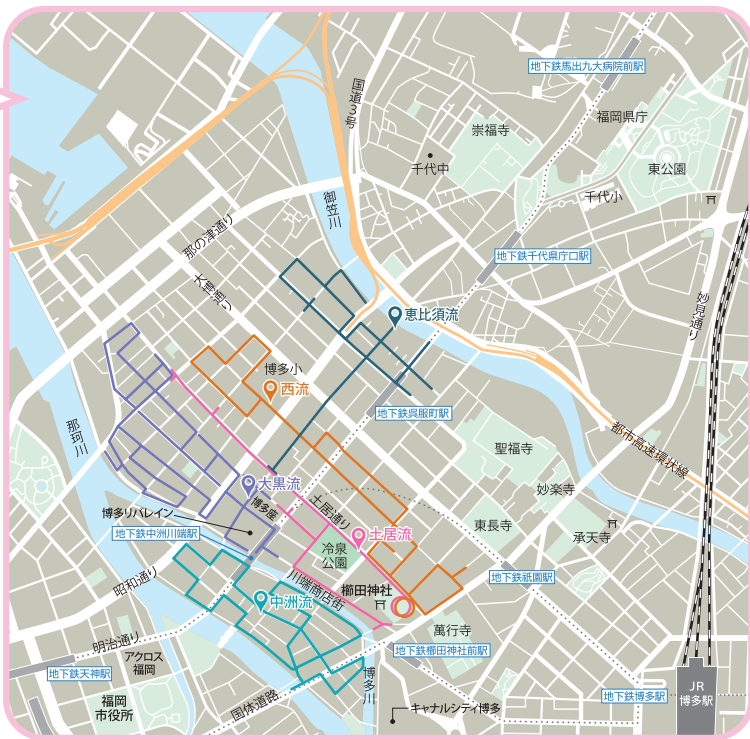 地下鉄馬出九大病院前駅
国道3号
福岡県庁
崇福寺
千代中
東公園
千代小
御笠川
那の津通り
地下鉄千代県庁口駅
大博通り
妙見通り
恵比須流
博多小
西流
地下鉄呉服町駅
那珂川
都市高速環状線
聖福寺
大黒流
妙楽寺
博多リバレイン
博多座
土居通り
東長寺
地下鉄中洲川端駅
土居流
承天寺
冷泉
公園
昭和通り
地下鉄祇園駅
川端商店街
櫛田神社
中洲流
萬行寺
明治通り
地下鉄櫛田神社前駅
アクロス
福岡
地下鉄天神駅
博多川
JR
博多駅
地下鉄博多駅
福岡
市役所
国体道路
キャナルシティ博多